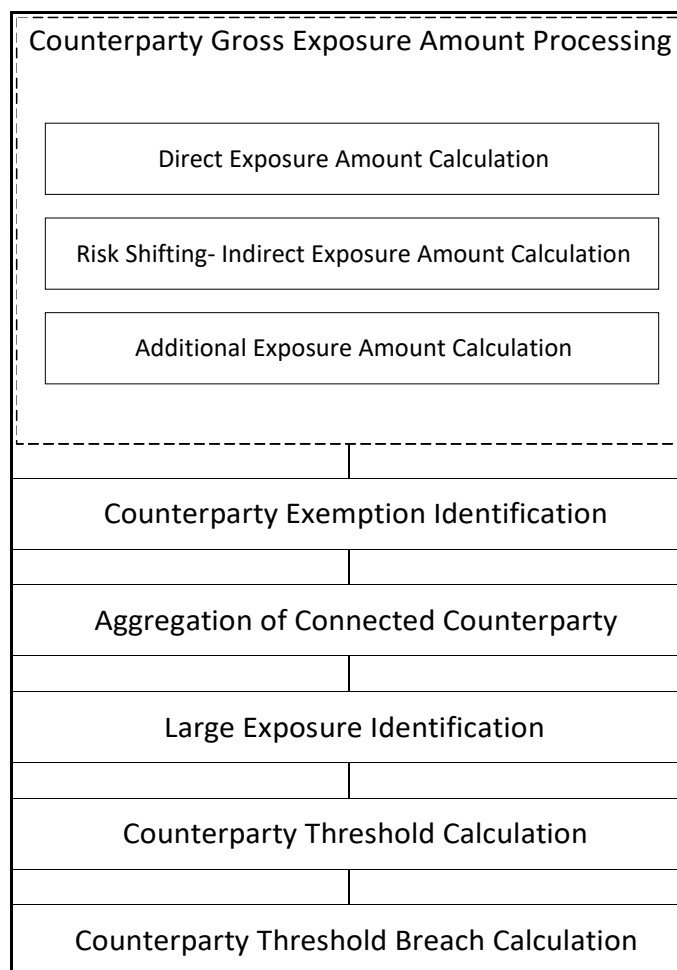 Counterparty Gross Exposure Amount Processing
Direct Exposure Amount Calculation
Risk Shifting- Indirect Exposure Amount Calculation
Additional Exposure Amount Calculation
Counterparty Exemption Identification
Aggregation of Connected Counterparty
Large Exposure Identification
Counterparty Threshold Calculation
Counterparty Threshold Breach Calculation